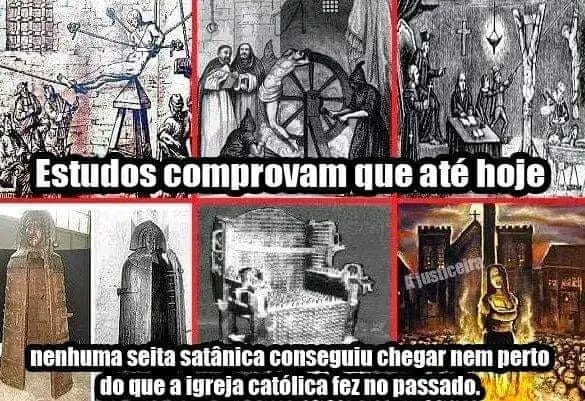 Estudos comprovam que até hoje
Ajusticeira
nenhuma seita satânica conseguiu chegar nem perto
do que a igreja católica fez no passado.